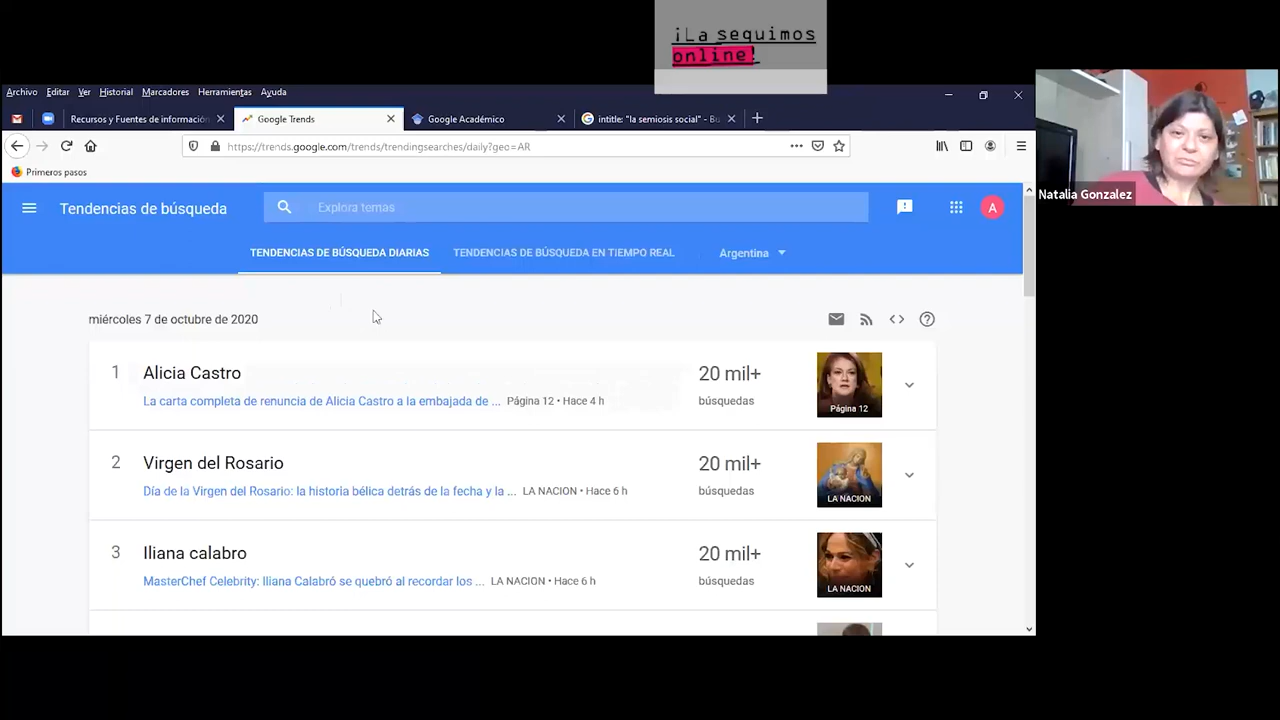 ¡La seguimos
online!
Archivo Editar Ver Historial Marcadores Herramientas Ayuda
Recursos y Fuentes de información Google Trends Google Académico intitle: "la semiosis social" - Bu
https://trends.google.com/trends/trendingsearches/daily?geo=AR
Primeros pasos
Tendencias de búsqueda Explora temas A
TENDENCIAS DE BÚSQUEDA DIARIAS TENDENCIAS DE BÚSQUEDA EN TIEMPO REAL Argentina
Natalia Gonzalez
miércoles 7 de octubre de 2020
1 Alicia Castro 20 mil+
La carta completa de renuncia de Alicia Castro a la embajada de ... Página 12 • Hace 4 h búsquedas
Página 12
2 Virgen del Rosario 20 mil+
Día de la Virgen del Rosario: la historia bélica detrás de la fecha y la ... LA NACION • Hace 6 h búsquedas
LA NACION
3 Iliana calabro 20 mil+
MasterChef Celebrity: Iliana Calabró se quebró al recordar los ... LA NACION • Hace 6 h búsquedas
LA NACION